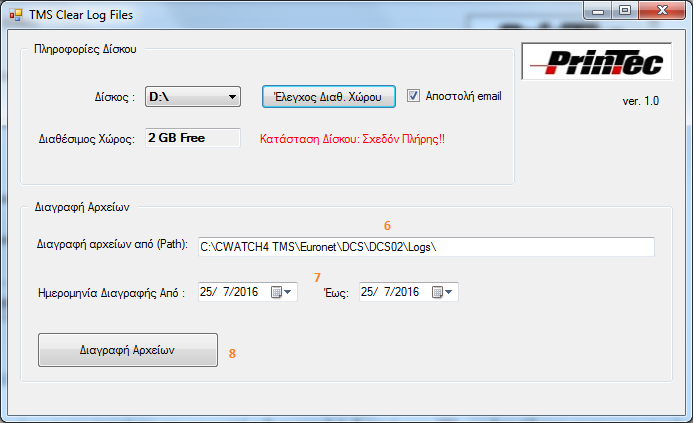 TMS Clear Log Files
Πληροφορίες Δίσκου
PrinTec
ver. 1.0
Δίσκος : D:\ Έλεγχος Διαθ. Χώρου Αποστολή email
Διαθέσιμος Χώρος: 2 GB Free Κατάσταση Δίσκου: Σχεδόν Πλήρης!!
Διαγραφή Αρχείων
6
Διαγραφή αρχείων από (Path): C:\CWATCH4 TMS\Euronet\DCS\DCS02\Logs\
7
Ημερομηνία Διαγραφής Από : 25/ 7/2016 Έως: 25/ 7/2016
Διαγραφή Αρχείων 8